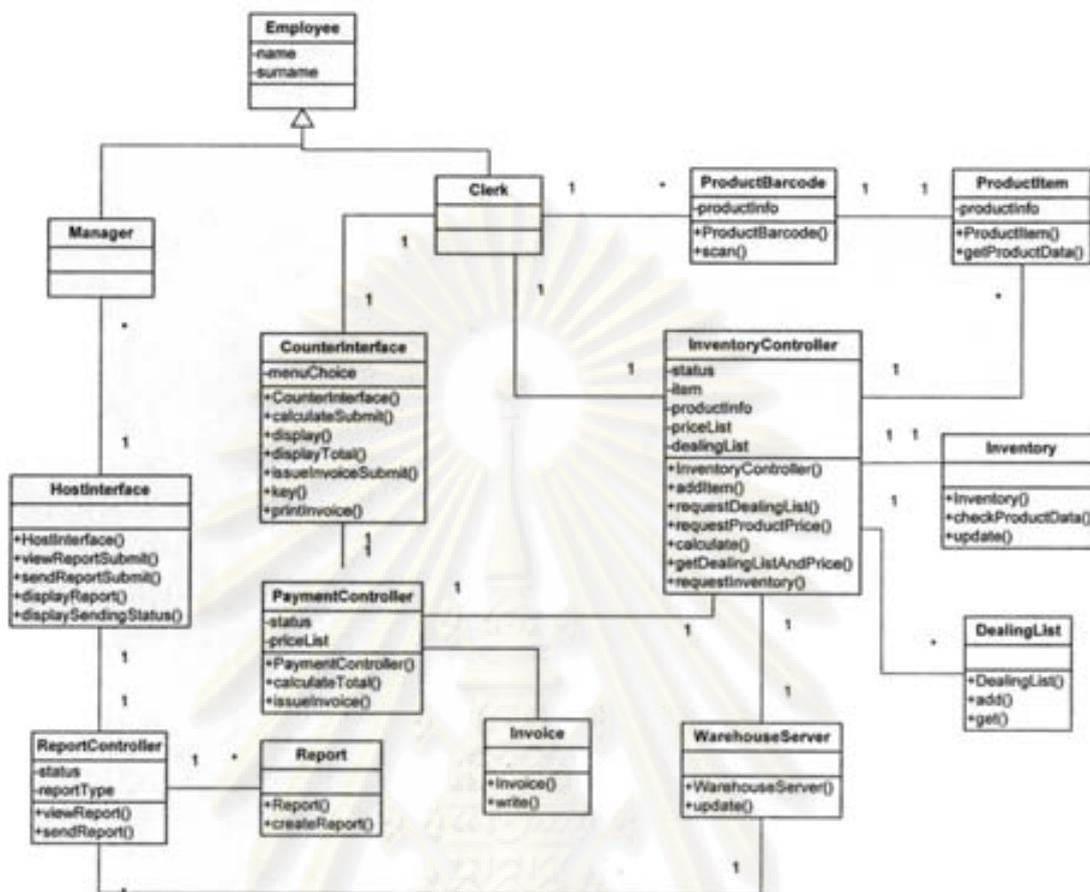 Employee
-name
-surname
Clerk
1
*
ProductBarcode
-productInfo
+ProductBarcode()
+scan()
1
1
ProductItem
-productInfo
+ProductItem()
+getProductData()
Manager
*
1
1
1
1
1
*
1
CounterInterface
-menuChoice
+CounterInterface()
+calculateSubmit()
+display()
+displayTotal()
+issueInvoiceSubmit()
+key()
+printInvoice()
InventoryController
-status
-item
-productInfo
-priceList
-dealingList
+InventoryController()
+addItem()
+requestDealingList()
+requestProductPrice()
+calculate()
+getDealingListAndPrice()
+requestInventory()
1
1
Inventory
+Inventory()
+checkProductData()
+update()
HostInterface
+HostInterface()
+viewReportSubmit()
+sendReportSubmit()
+displayReport()
+displaySendingStatus()
1
1
1
PaymentController
-status
-priceList
+PaymentController()
+calculateTotal()
+issueInvoice()
1
1
1
*
DealingList
+DealingList()
+add()
+get()
1
1
1
ReportController
-status
-reportType
+viewReport()
+sendReport()
1
*
Report
+Report()
+createReport()
Invoice
+Invoice()
+write()
WarehouseServer
+WarehouseServer()
+update()
1